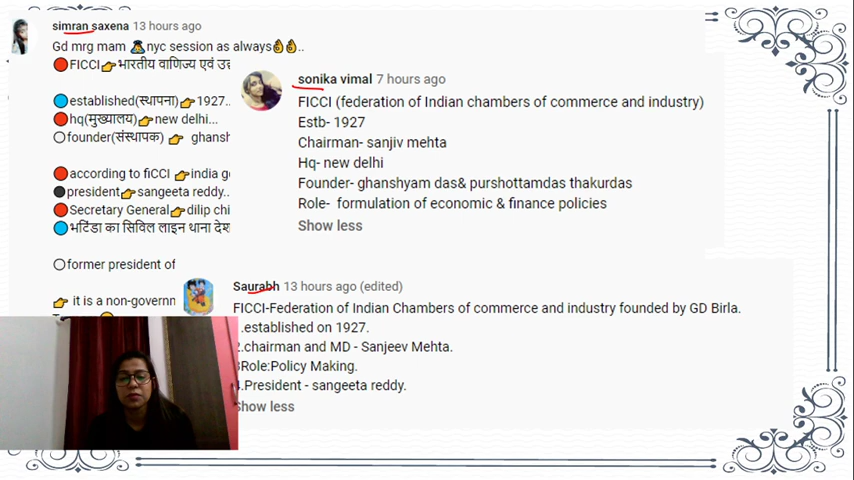 simran saxena 13 hours ago
Gd mrg mam nyc session as always..
FICCI भारतीय वाणिज्य एवं
established(स्थापना) 1927..
hq(मुख्यालय) new delhi...
founder(संस्थापक) ghansh
according to fiCCI india
president sangeeta reddy..
Secretary General dilip
भटिंडा का सिविल लाइन थाना
former president of
it is a non-governm
sonika vimal 7 hours ago
FICCI (federation of Indian chambers of commerce and industry)
Estb- 1927
Chairman- sanjiv mehta
Hq- new delhi
Founder- ghanshyam das& purshottamdas thakurdas
Role- formulation of economic & finance policies
Show less
Saurabh 13 hours ago (edited)
FICCI-Federation of Indian Chambers of commerce and industry founded by GD Birla.
.established on 1927.
2.chairman and MD - Sanjeev Mehta.
3Role:Policy Making.
4.President - sangeeta reddy.
Show less